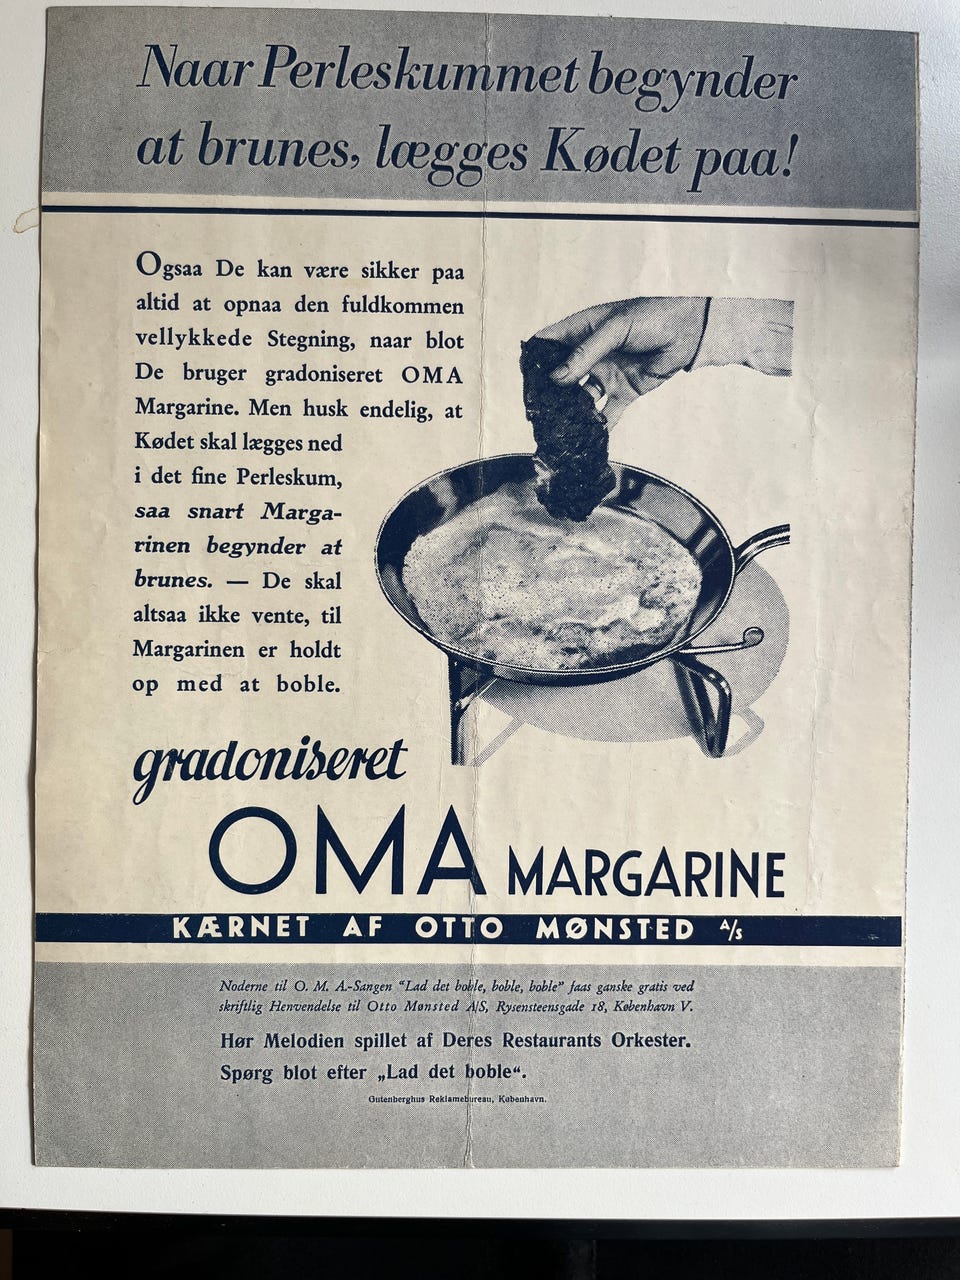 Naar Perleskummet begynder
at brunes, lægges Kødet paa!
Ogsaa De kan være sikker paa
altid at opnaa den fuldkommen
vellykkede Stegning, naar blot
De bruger gradoniseret OMA
Margarine. Men husk endelig, at
Kødet skal lægges ned
i det fine Perleskum,
saa snart Marga-
rinen begynder at
brunes. — De skal
altsaa ikke vente, til
Margarinen er holdt
op med at boble.
gradoniseret
OMA MARGARINE
KÆRNET AF OTTO MØNSTED A/S
Noderne til O. M. A.-Sangen “Lad det boble, boble, boble” faas ganske gratis ved
skriftlig Henvendelse til Otto Mønsted A/S, Rysensteensgade 18, København V.
Hør Melodien spillet af Deres Restaurants Orkester.
Spørg blot efter „Lad det boble“.
Gutenberghus Reklamebureau, København.